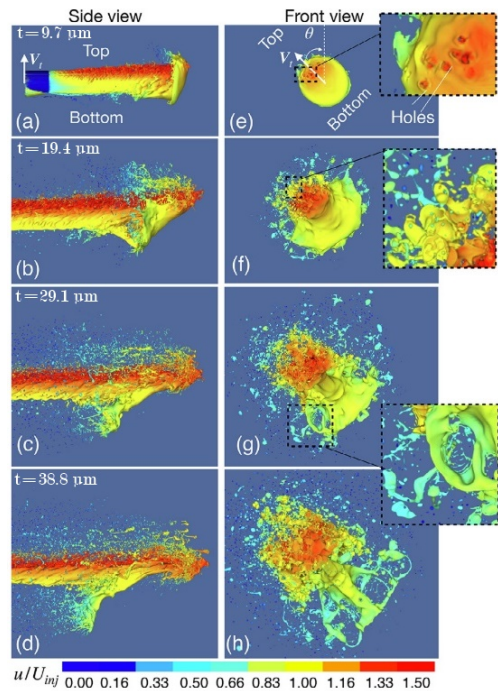 Side view
Front view
t=9.7 µm
V_t
Top
Bottom
(a)
Top
θ
V_t
Bottom
Holes
(e)
t=19.4 µm
(b)
(f)
t=29.1 µm
(c)
(g)
t=38.8 µm
(d)
(h)
u/U_inj
0.00 0.16 0.33 0.50 0.66 0.83 1.00 1.16 1.33 1.50